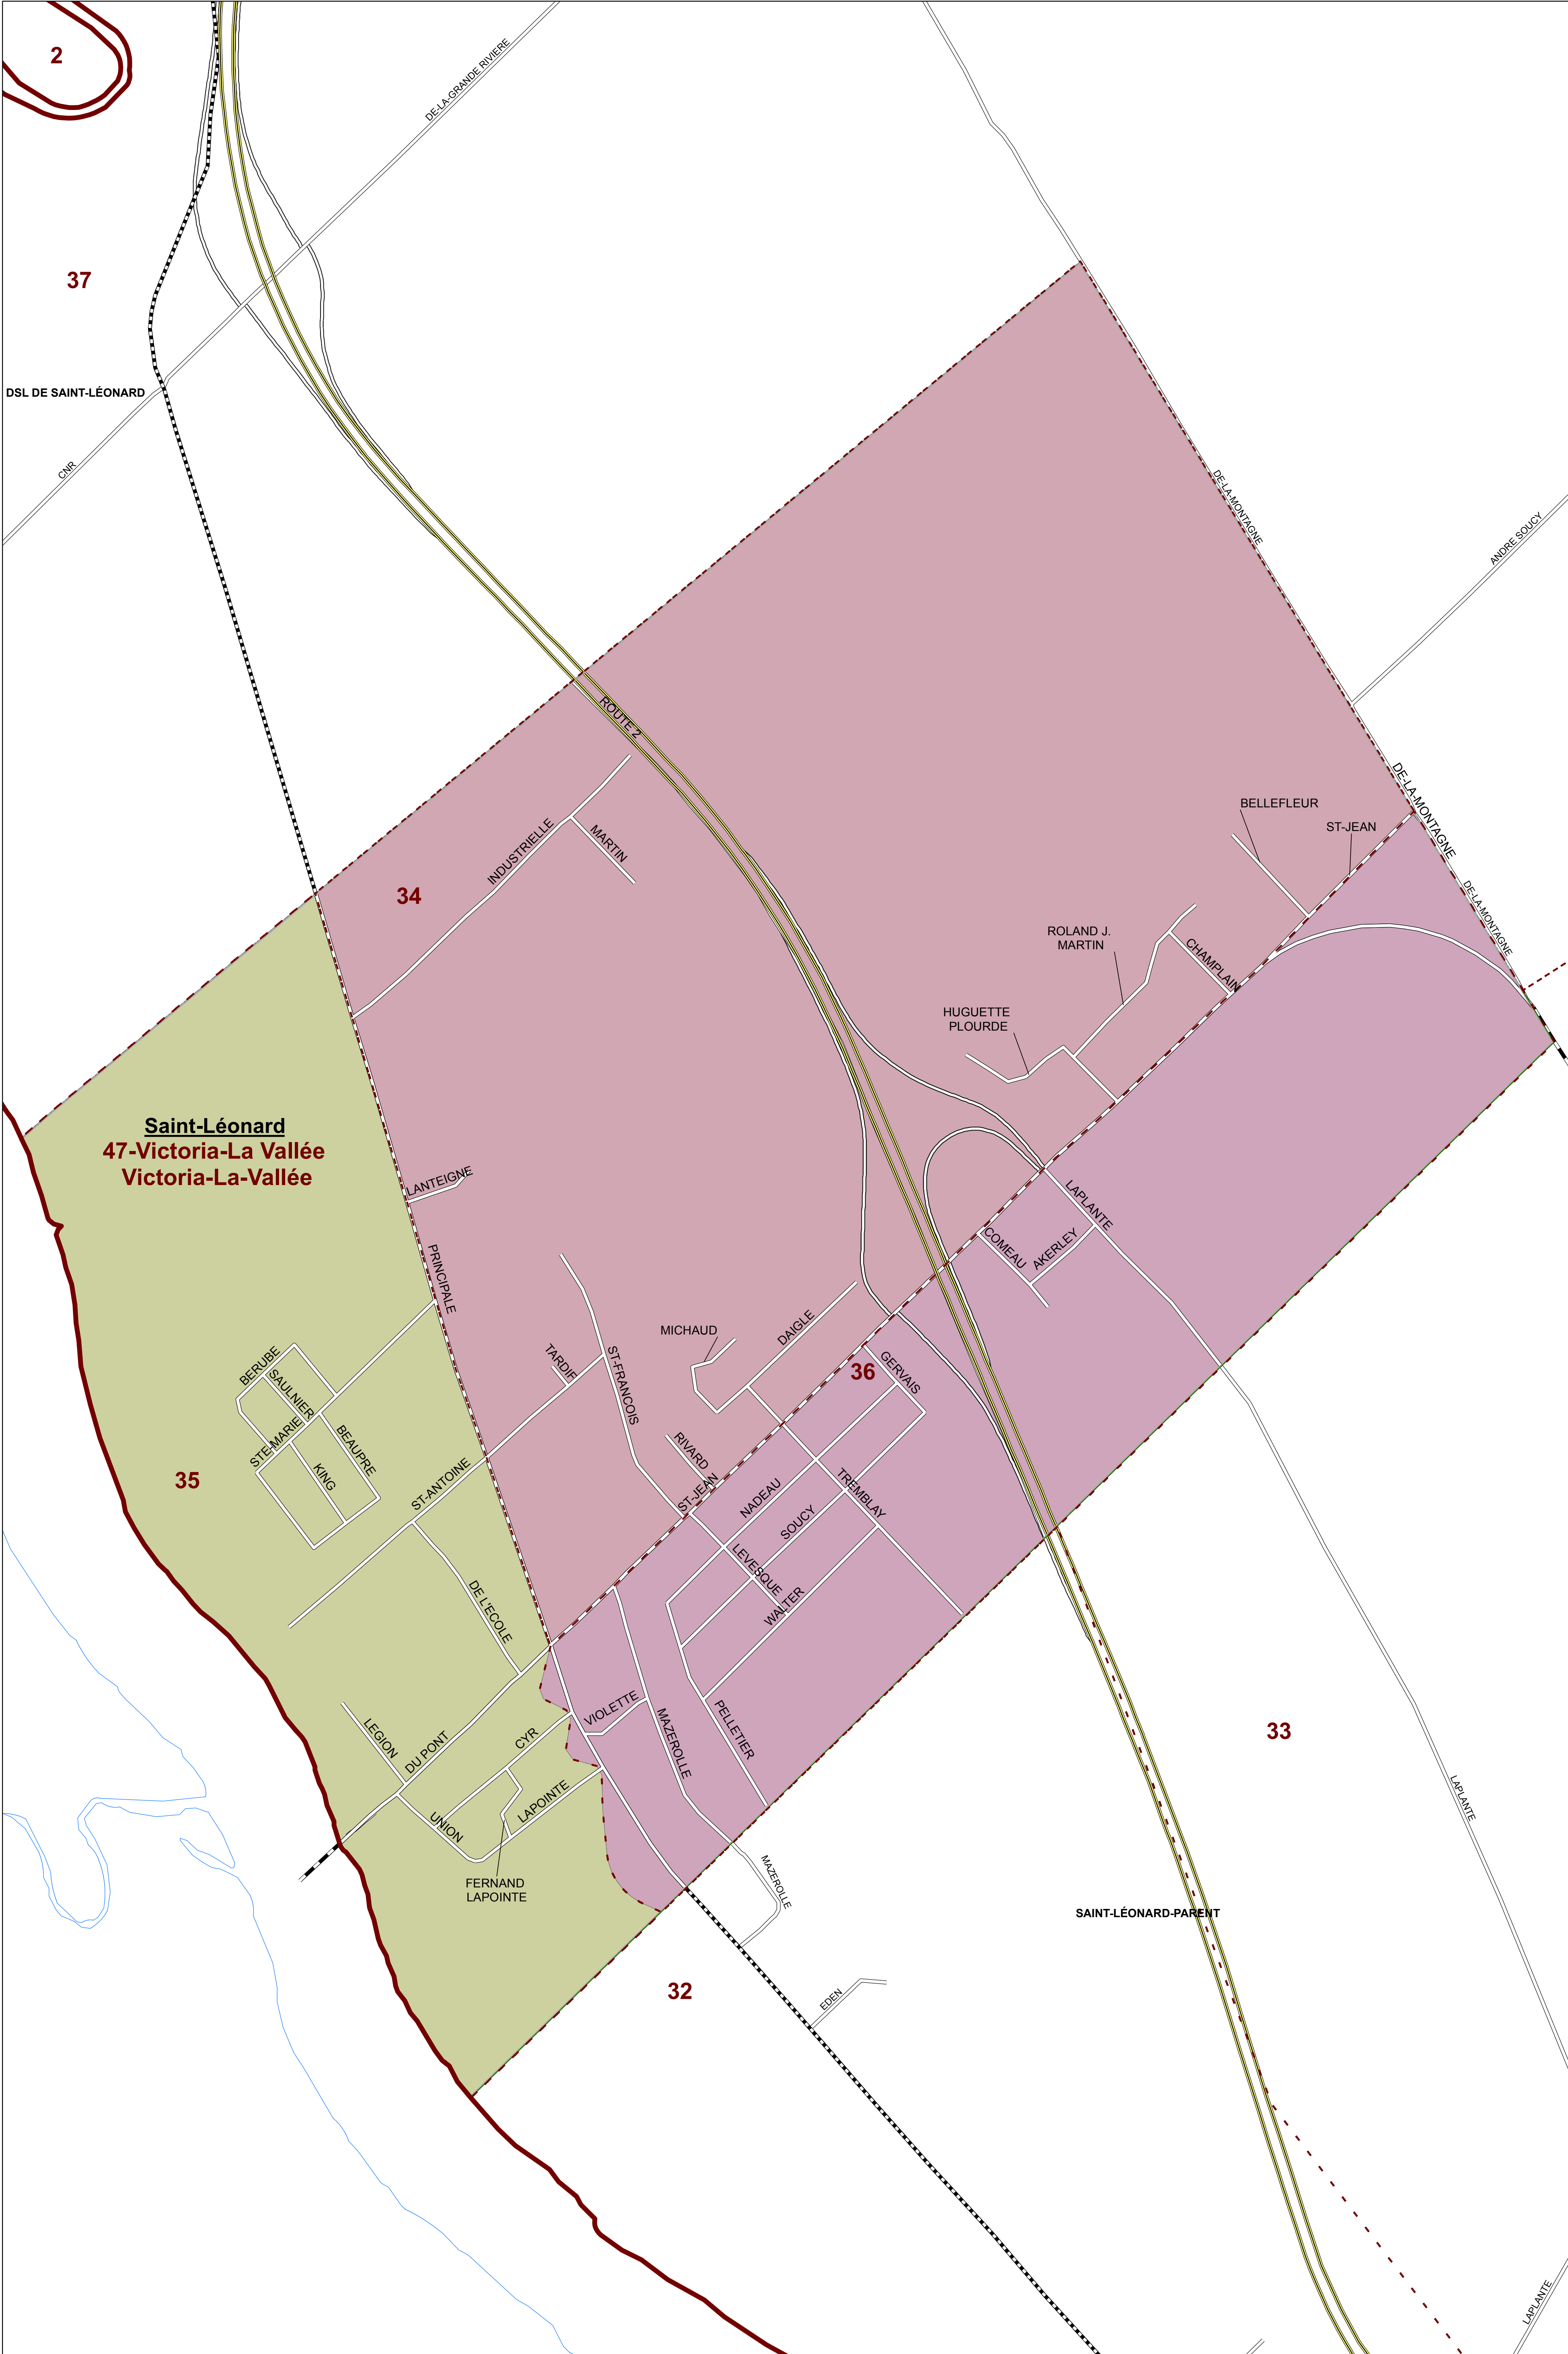 2
DE-LA-GRANDE RIVIERE
37
DSL DE SAINT-LÉONARD
CNR
DE-LA-MONTAGNE
ANDRE SOUCY
ROUTE 2
DE-LA-MONTAGNE
BELLEFLEUR
ST-JEAN
INDUSTRIELLE
MARTIN
34
DE-LA-MONTAGNE
ROLAND J.
MARTIN
CHAMPLAIN
HUGUETTE
PLOURDE
Saint-Léonard
47-Victoria-La Vallée
Victoria-La-Vallée
LANTEIGNE
LAPLANTE
COMEAU
AKERLEY
PRINCIPALE
MICHAUD
DAIGLE
TARDIF
ST-FRANCOIS
36
GERVAIS
BERUBE
SAULNIER
STE-MARIE
BEAUPRE
KING
35
ST-ANTOINE
RIVARD
ST-JEAN
NADEAU
TREMBLAY
SOUCY
LEVESQUE
WALTER
DE L'ECOLE
VIOLETTE
MAZEROLLE
PELLETIER
LEGION
DU PONT
CYR
33
UNION
LAPOINTE
LAPLANTE
FERNAND
LAPOINTE
MAZEROLLE
SAINT-LÉONARD-PARENT
32
EDEN
LAPLANTE